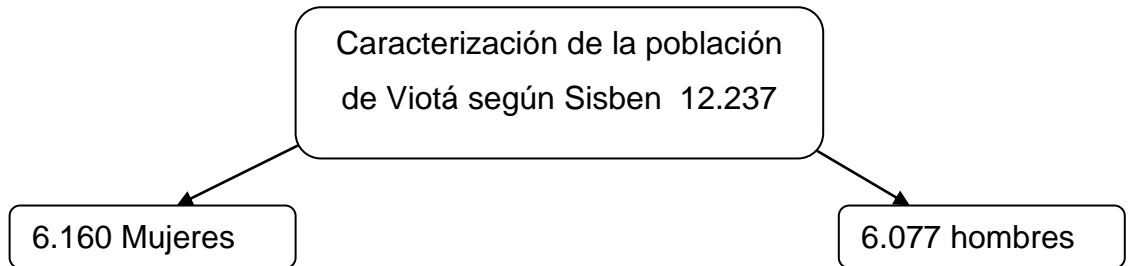 Caracterización de la población
de Viotá según Sisben 12.237
6.160 Mujeres
6.077 hombres